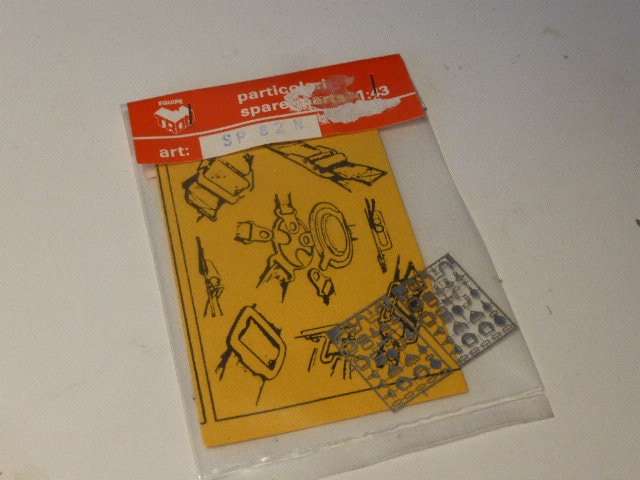 EQUIPE
particolari
spare parts 1:43
art: SP 82 N